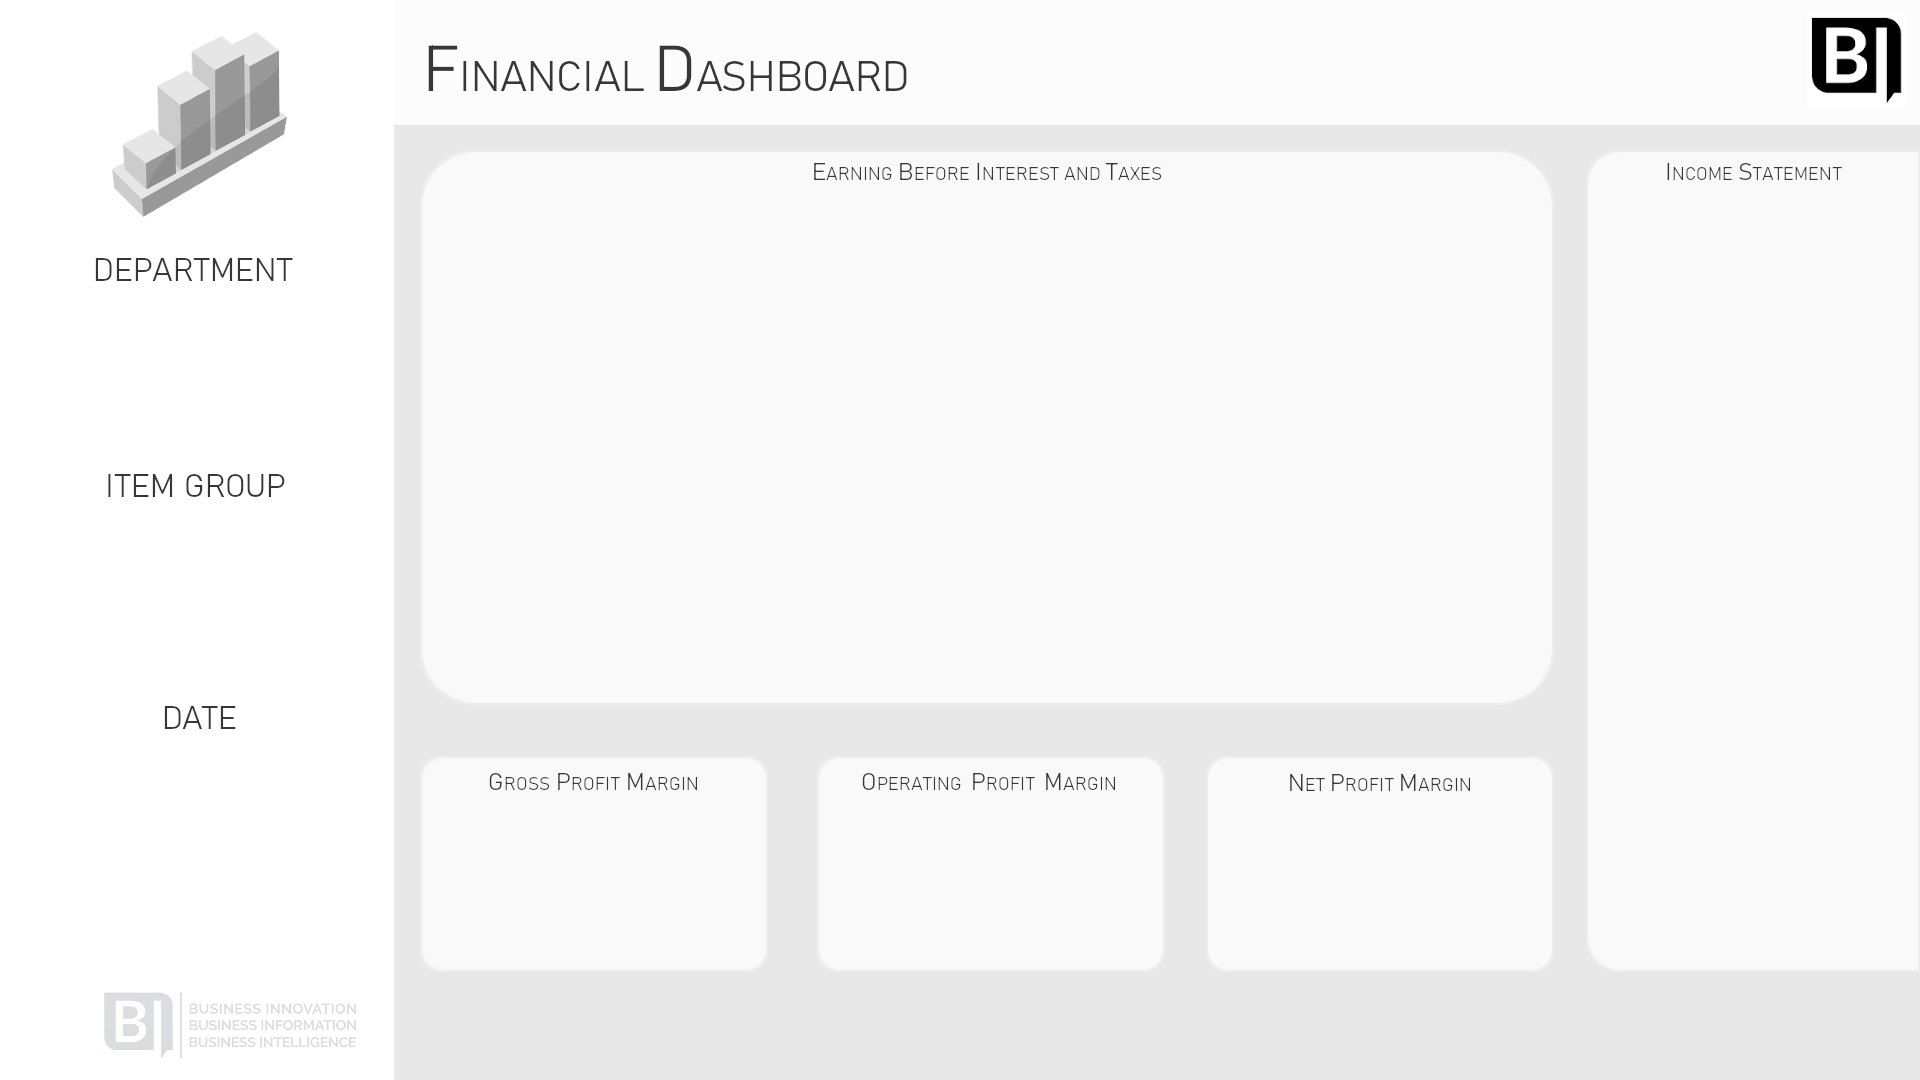 FINANCIAL DASHBOARD
BI
DEPARTMENT
ITEM GROUP
DATE
EARNING BEFORE INTEREST AND TAXES
INCOME STATEMENT
GROSS PROFIT MARGIN
OPERATING PROFIT MARGIN
NET PROFIT MARGIN
BI
BUSINESS INNOVATION
BUSINESS INFORMATION
BUSINESS INTELLIGENCE